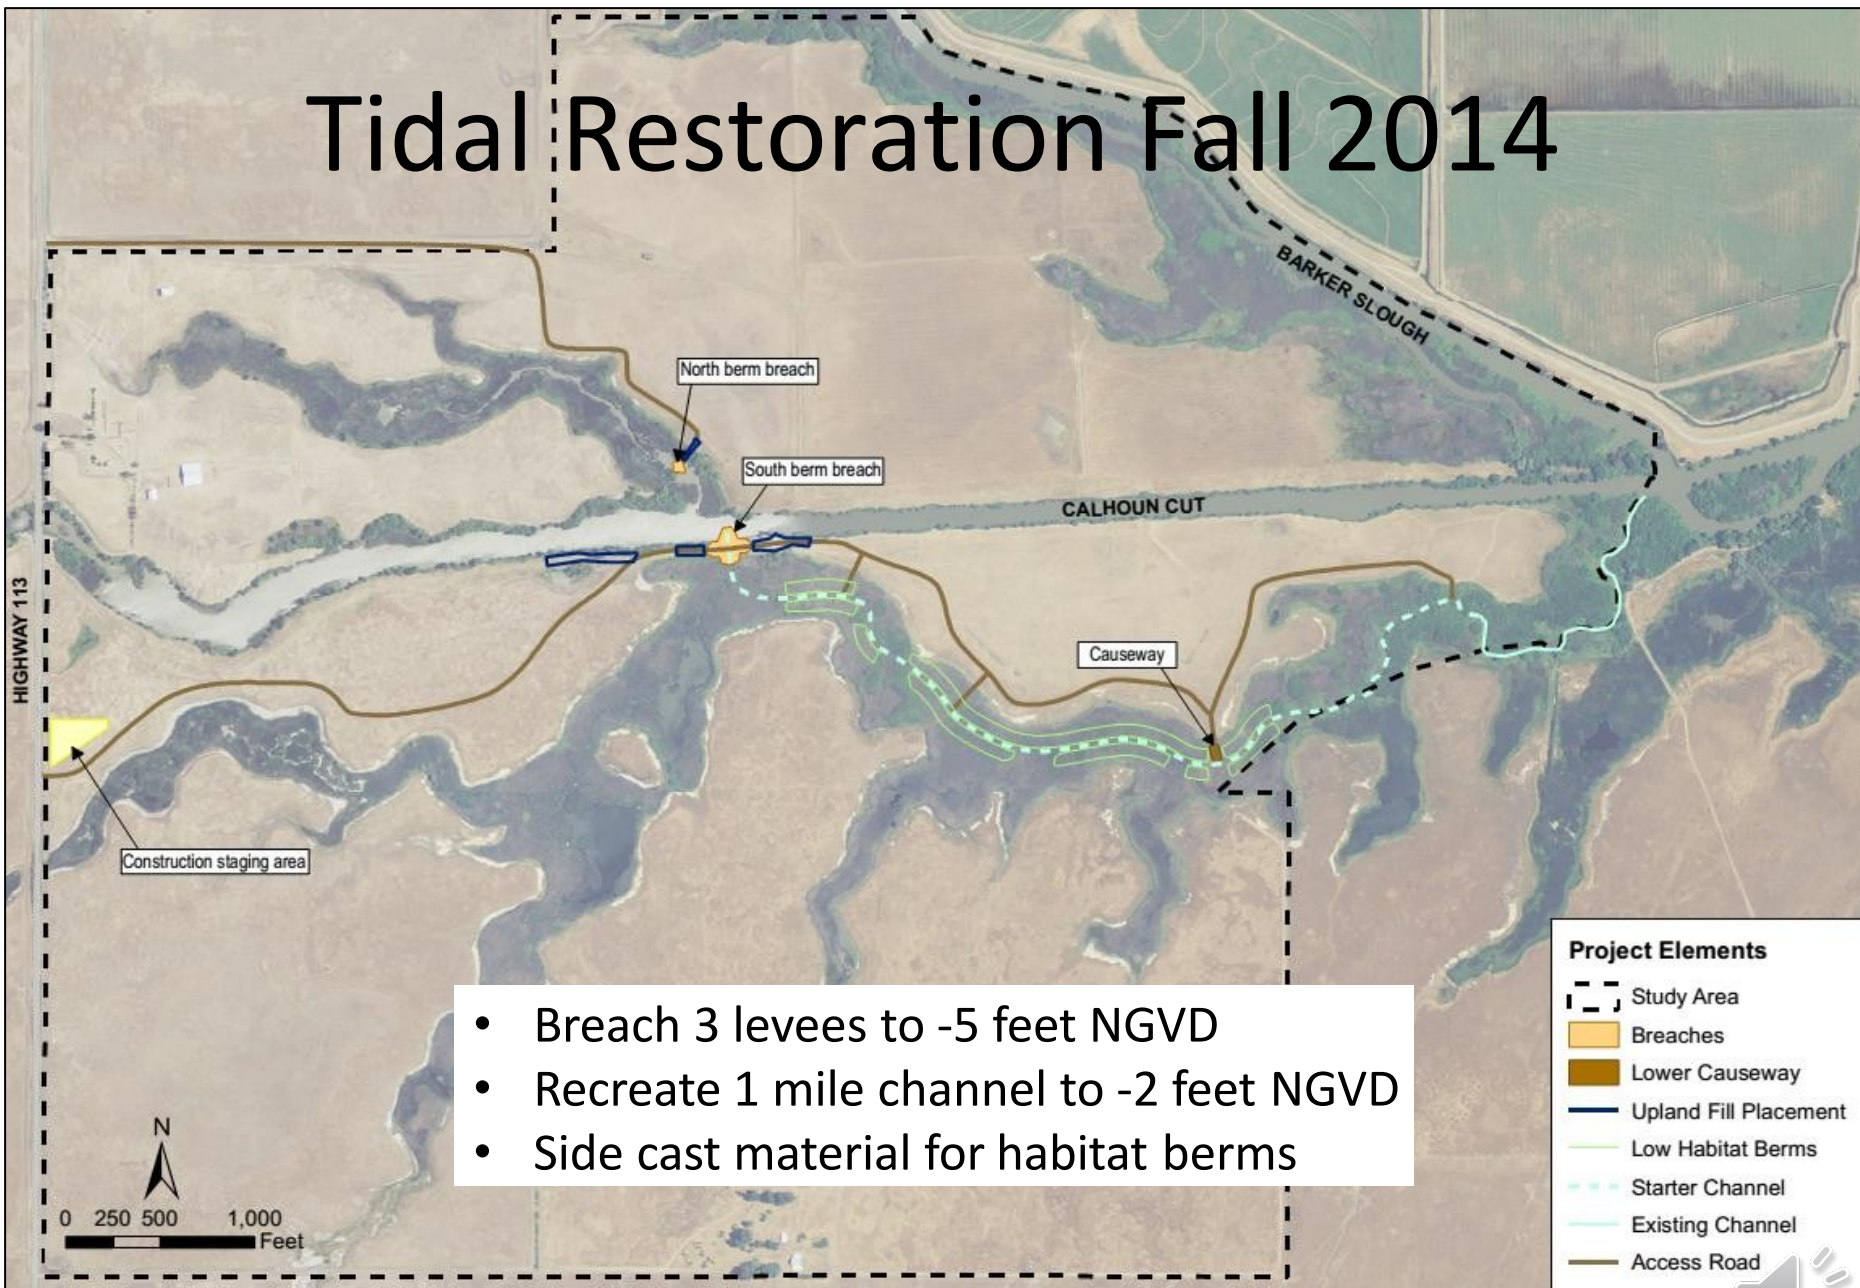 Tidal Restoration Fall 2014
BARKER SLOUGH
North berm breach
South berm breach
CALHOUN CUT
HIGHWAY 113
Causeway
Construction staging area
• Breach 3 levees to -5 feet NGVD
• Recreate 1 mile channel to -2 feet NGVD
• Side cast material for habitat berms
N
0 250 500 1,000
Feet
Project Elements
Study Area
Breaches
Lower Causeway
Upland Fill Placement
Low Habitat Berms
Starter Channel
Existing Channel
Access Road